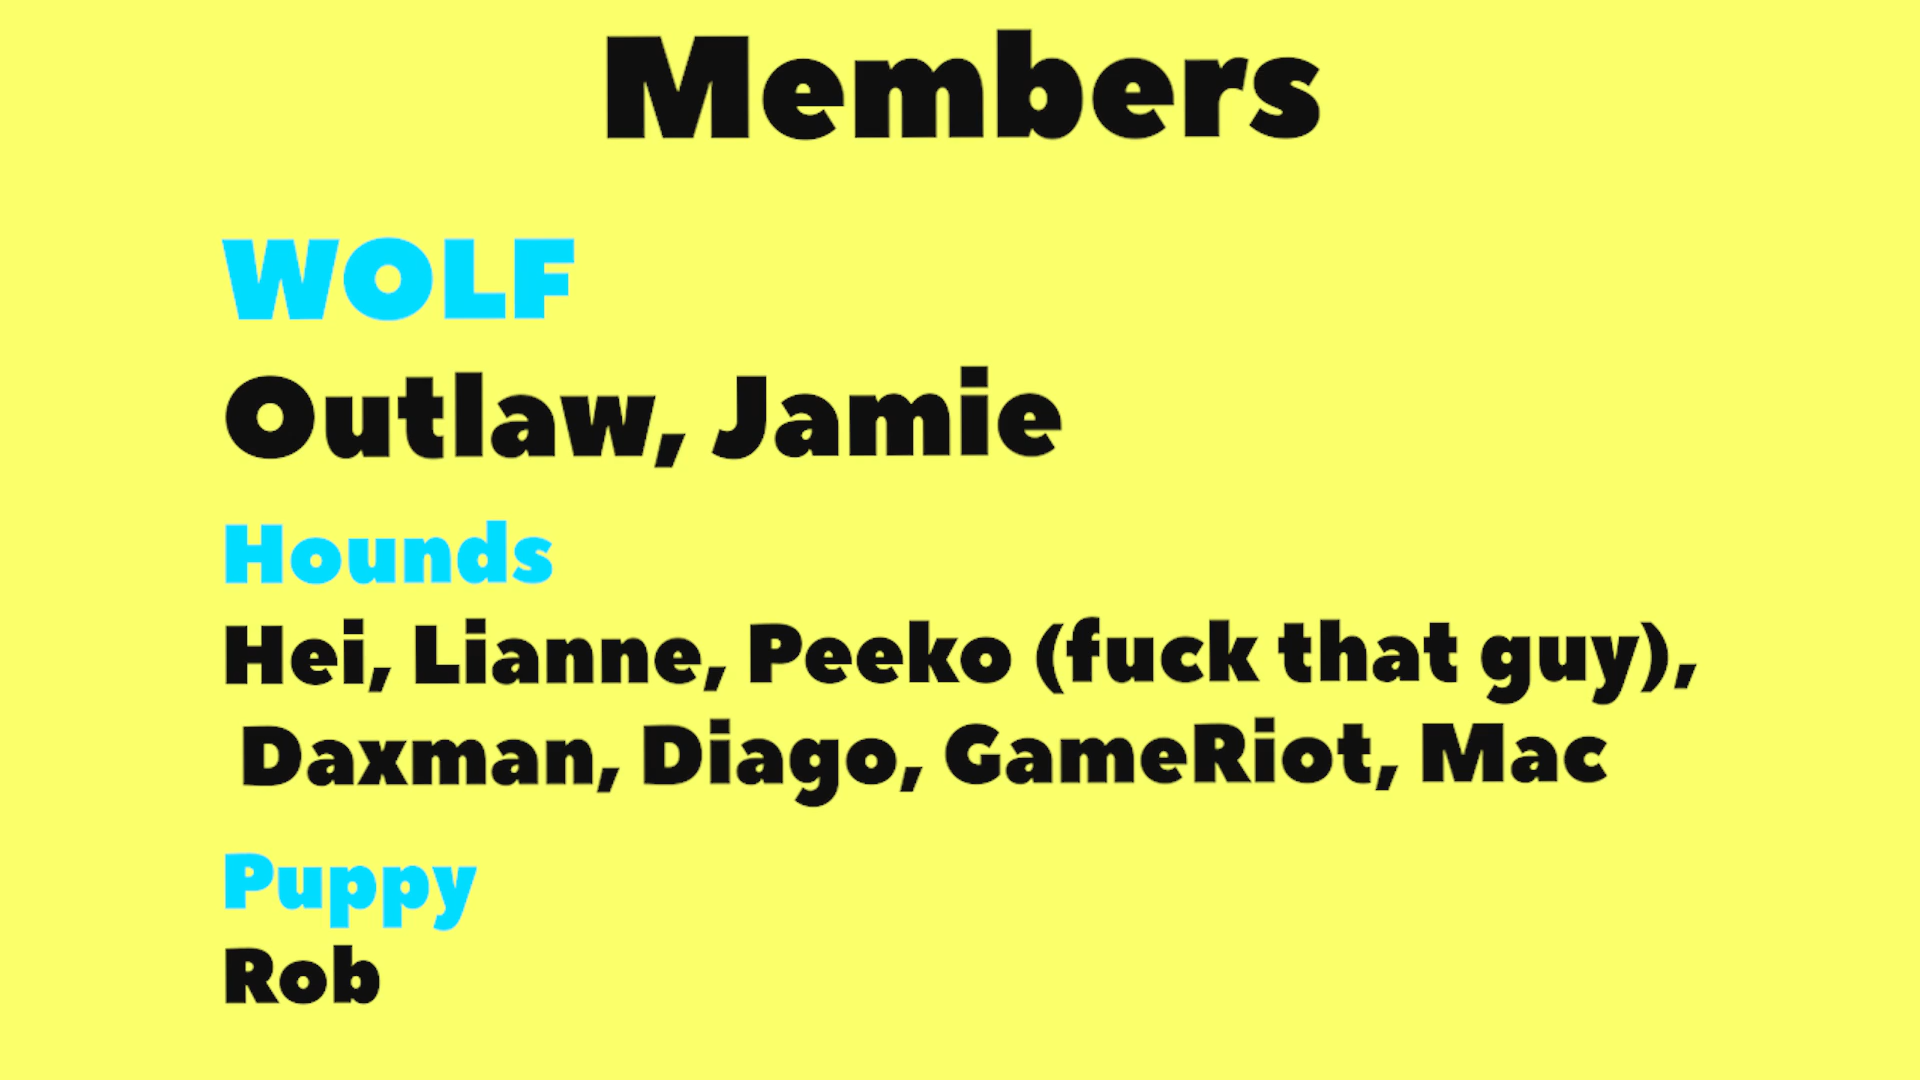 Members
WOLF
Outlaw, Jamie
Hounds
Hei, Lianne, Peeko (fuck that guy),
Daxman, Diago, GameRiot, Mac
Puppy
Rob